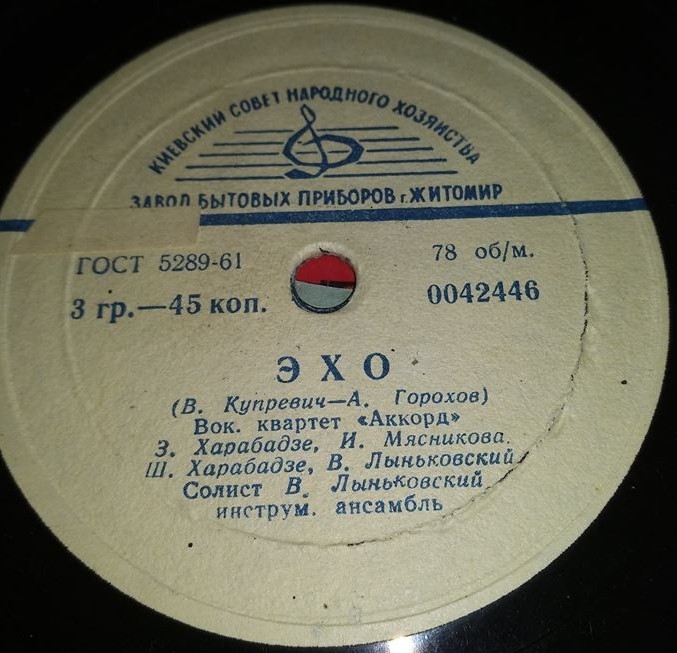 КИЕВСКИЙ СОВЕТ НАРОДНОГО ХОЗЯЙСТВА
ЗАВОД БЫТОВЫХ ПРИБОРОВ г. ЖИТОМИР
ГОСТ 5289-61
78 об/м.
3 гр.—45 коп.
0042446
ЭХО
(В. Купревич—А. Горохов)
Вок. квартет «Аккорд»
З. Харабадзе, И. Мясникова.
Ш. Харабадзе, В. Лыньковский
Солист В. Лыньковский
инструм. ансамбль